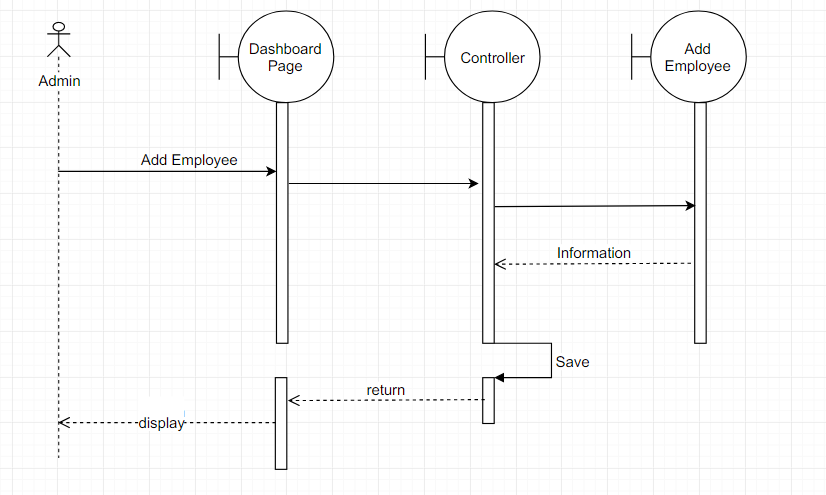 Dashboard
Page
Controller
Add
Employee
Admin
Add Employee
Information
Save
return
display